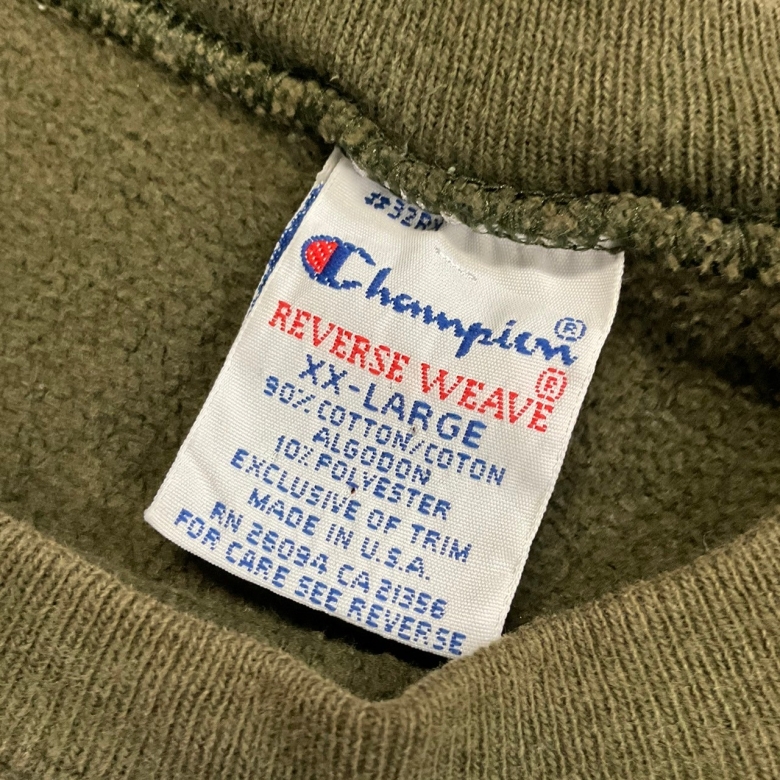 Champion®
REVERSE WEAVE®
XX-LARGE
90% COTTON/COTON
ALGODON
10% POLYESTER
EXCLUSIVE OF TRIM
MADE IN U.S.A.
RN 26094 CA 21356
FOR CARE SEE REVERSE